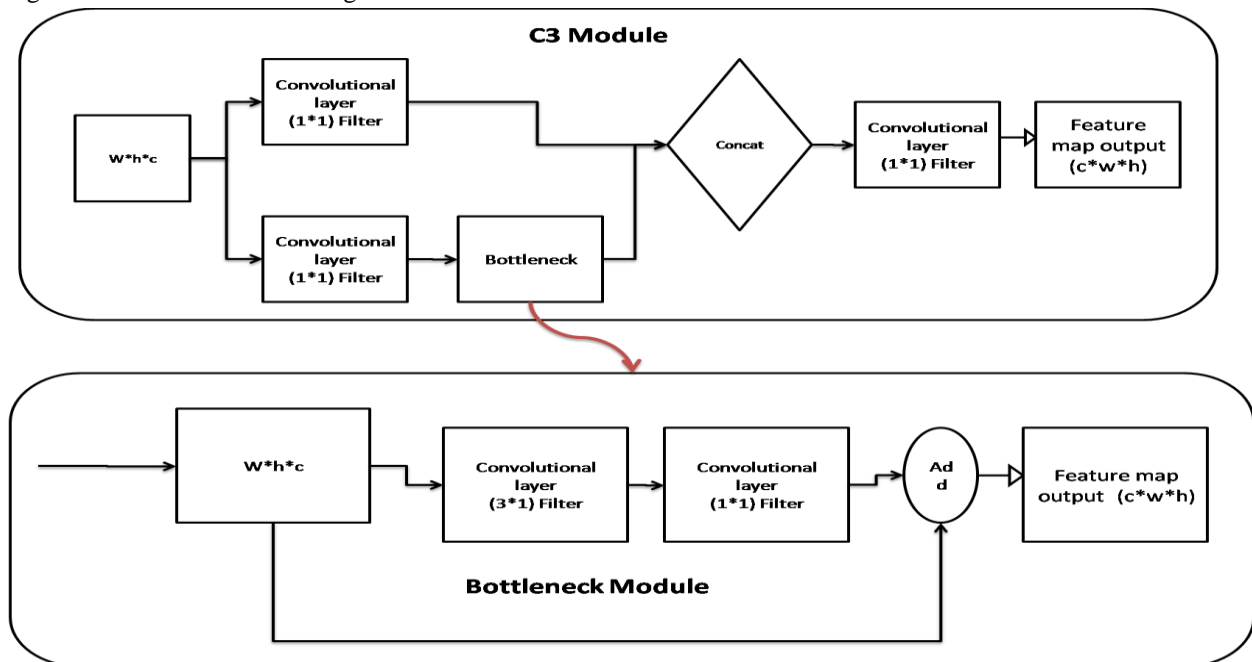 C3 Module
W*h*c
Convolutional
layer
(1*1) Filter
Convolutional
layer
(1*1) Filter
Bottleneck
Concat
Convolutional
layer
(1*1) Filter
Feature
map output
(c*w*h)
W*h*c
Convolutional
layer
(3*1) Filter
Convolutional
layer
(1*1) Filter
Ad
d
Feature map
output (c*w*h)
Bottleneck Module